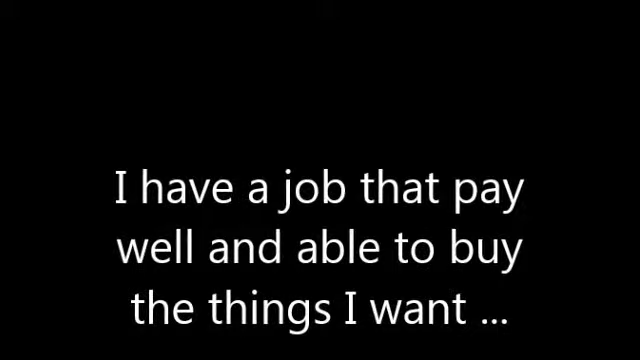 I have a job that pay
well and able to buy
the things I want ...